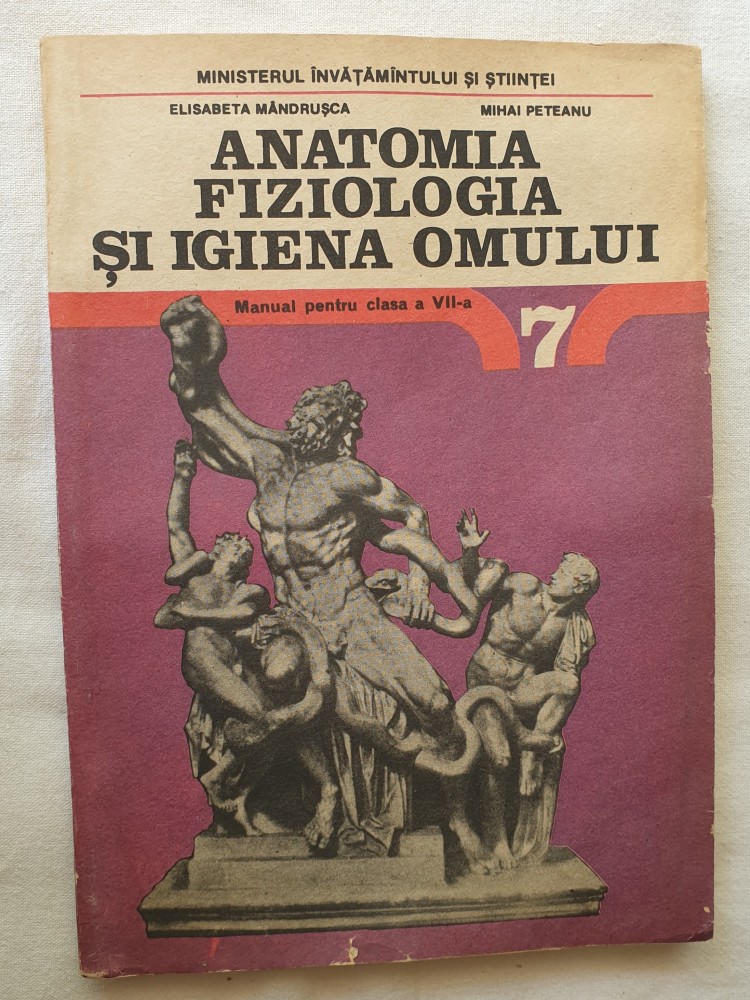 MINISTERUL ÎNVĂȚĂMÎNTULUI ȘI ȘTIINȚEI
ELISABETA MÂNDRUȘCA MIHAI PETEANU
ANATOMIA
FIZIOLOGIA
ȘI IGIENA OMULUI
Manual pentru clasa a VII-a
7